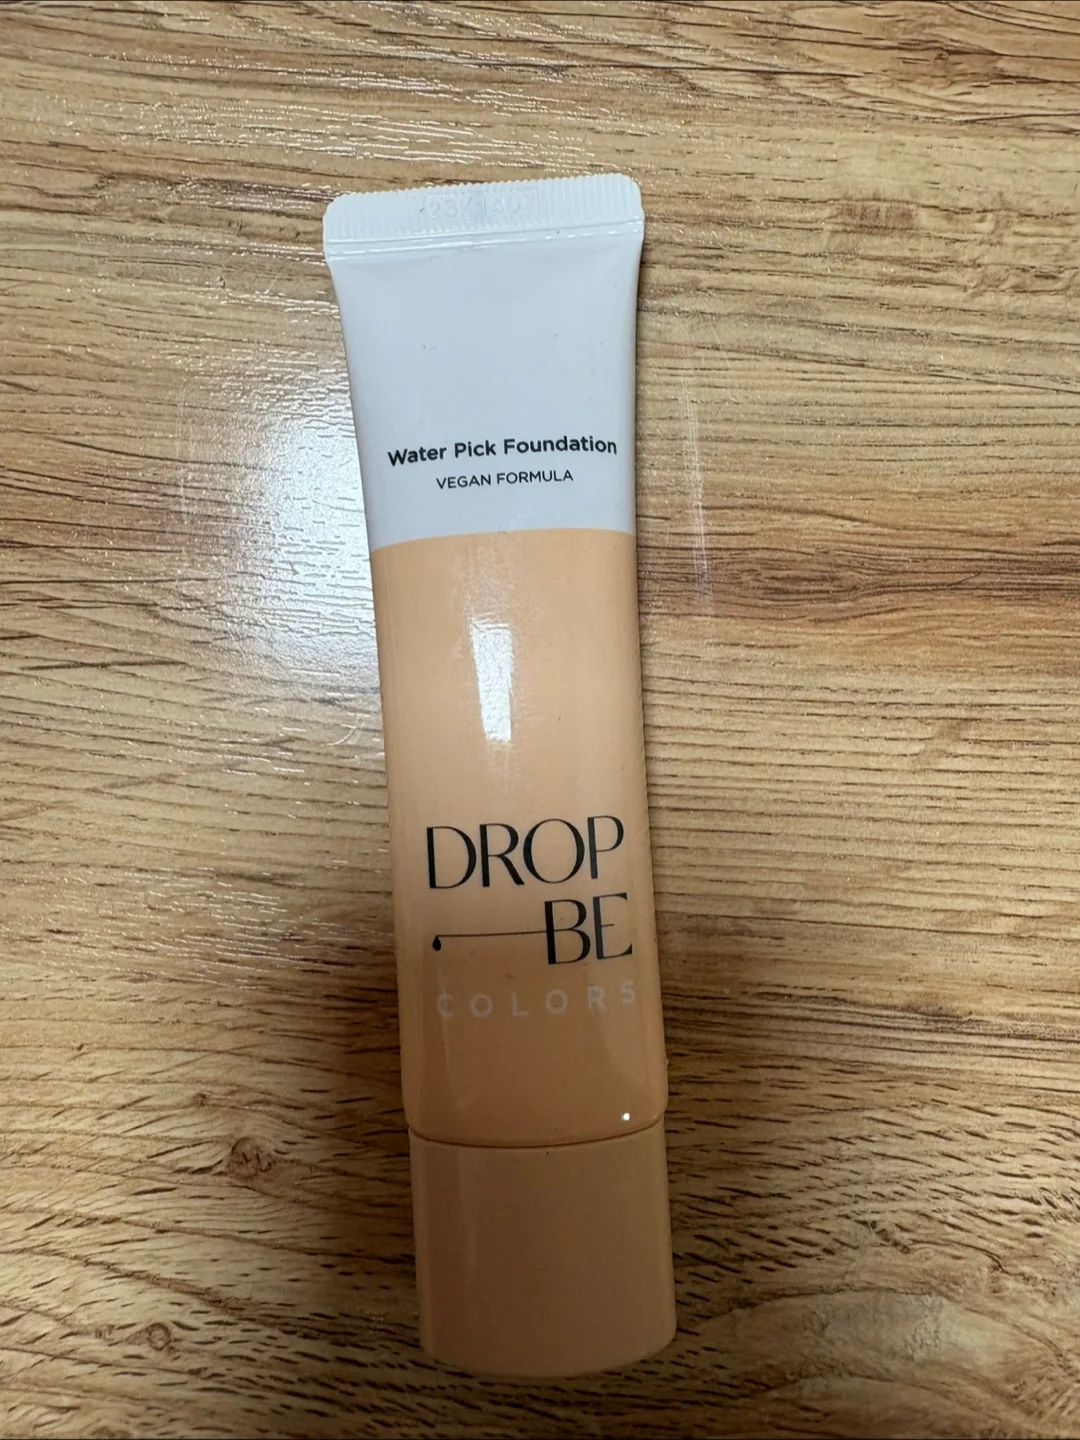 Water Pick Foundation
VEGAN FORMULA
DROP
BE
COLORS